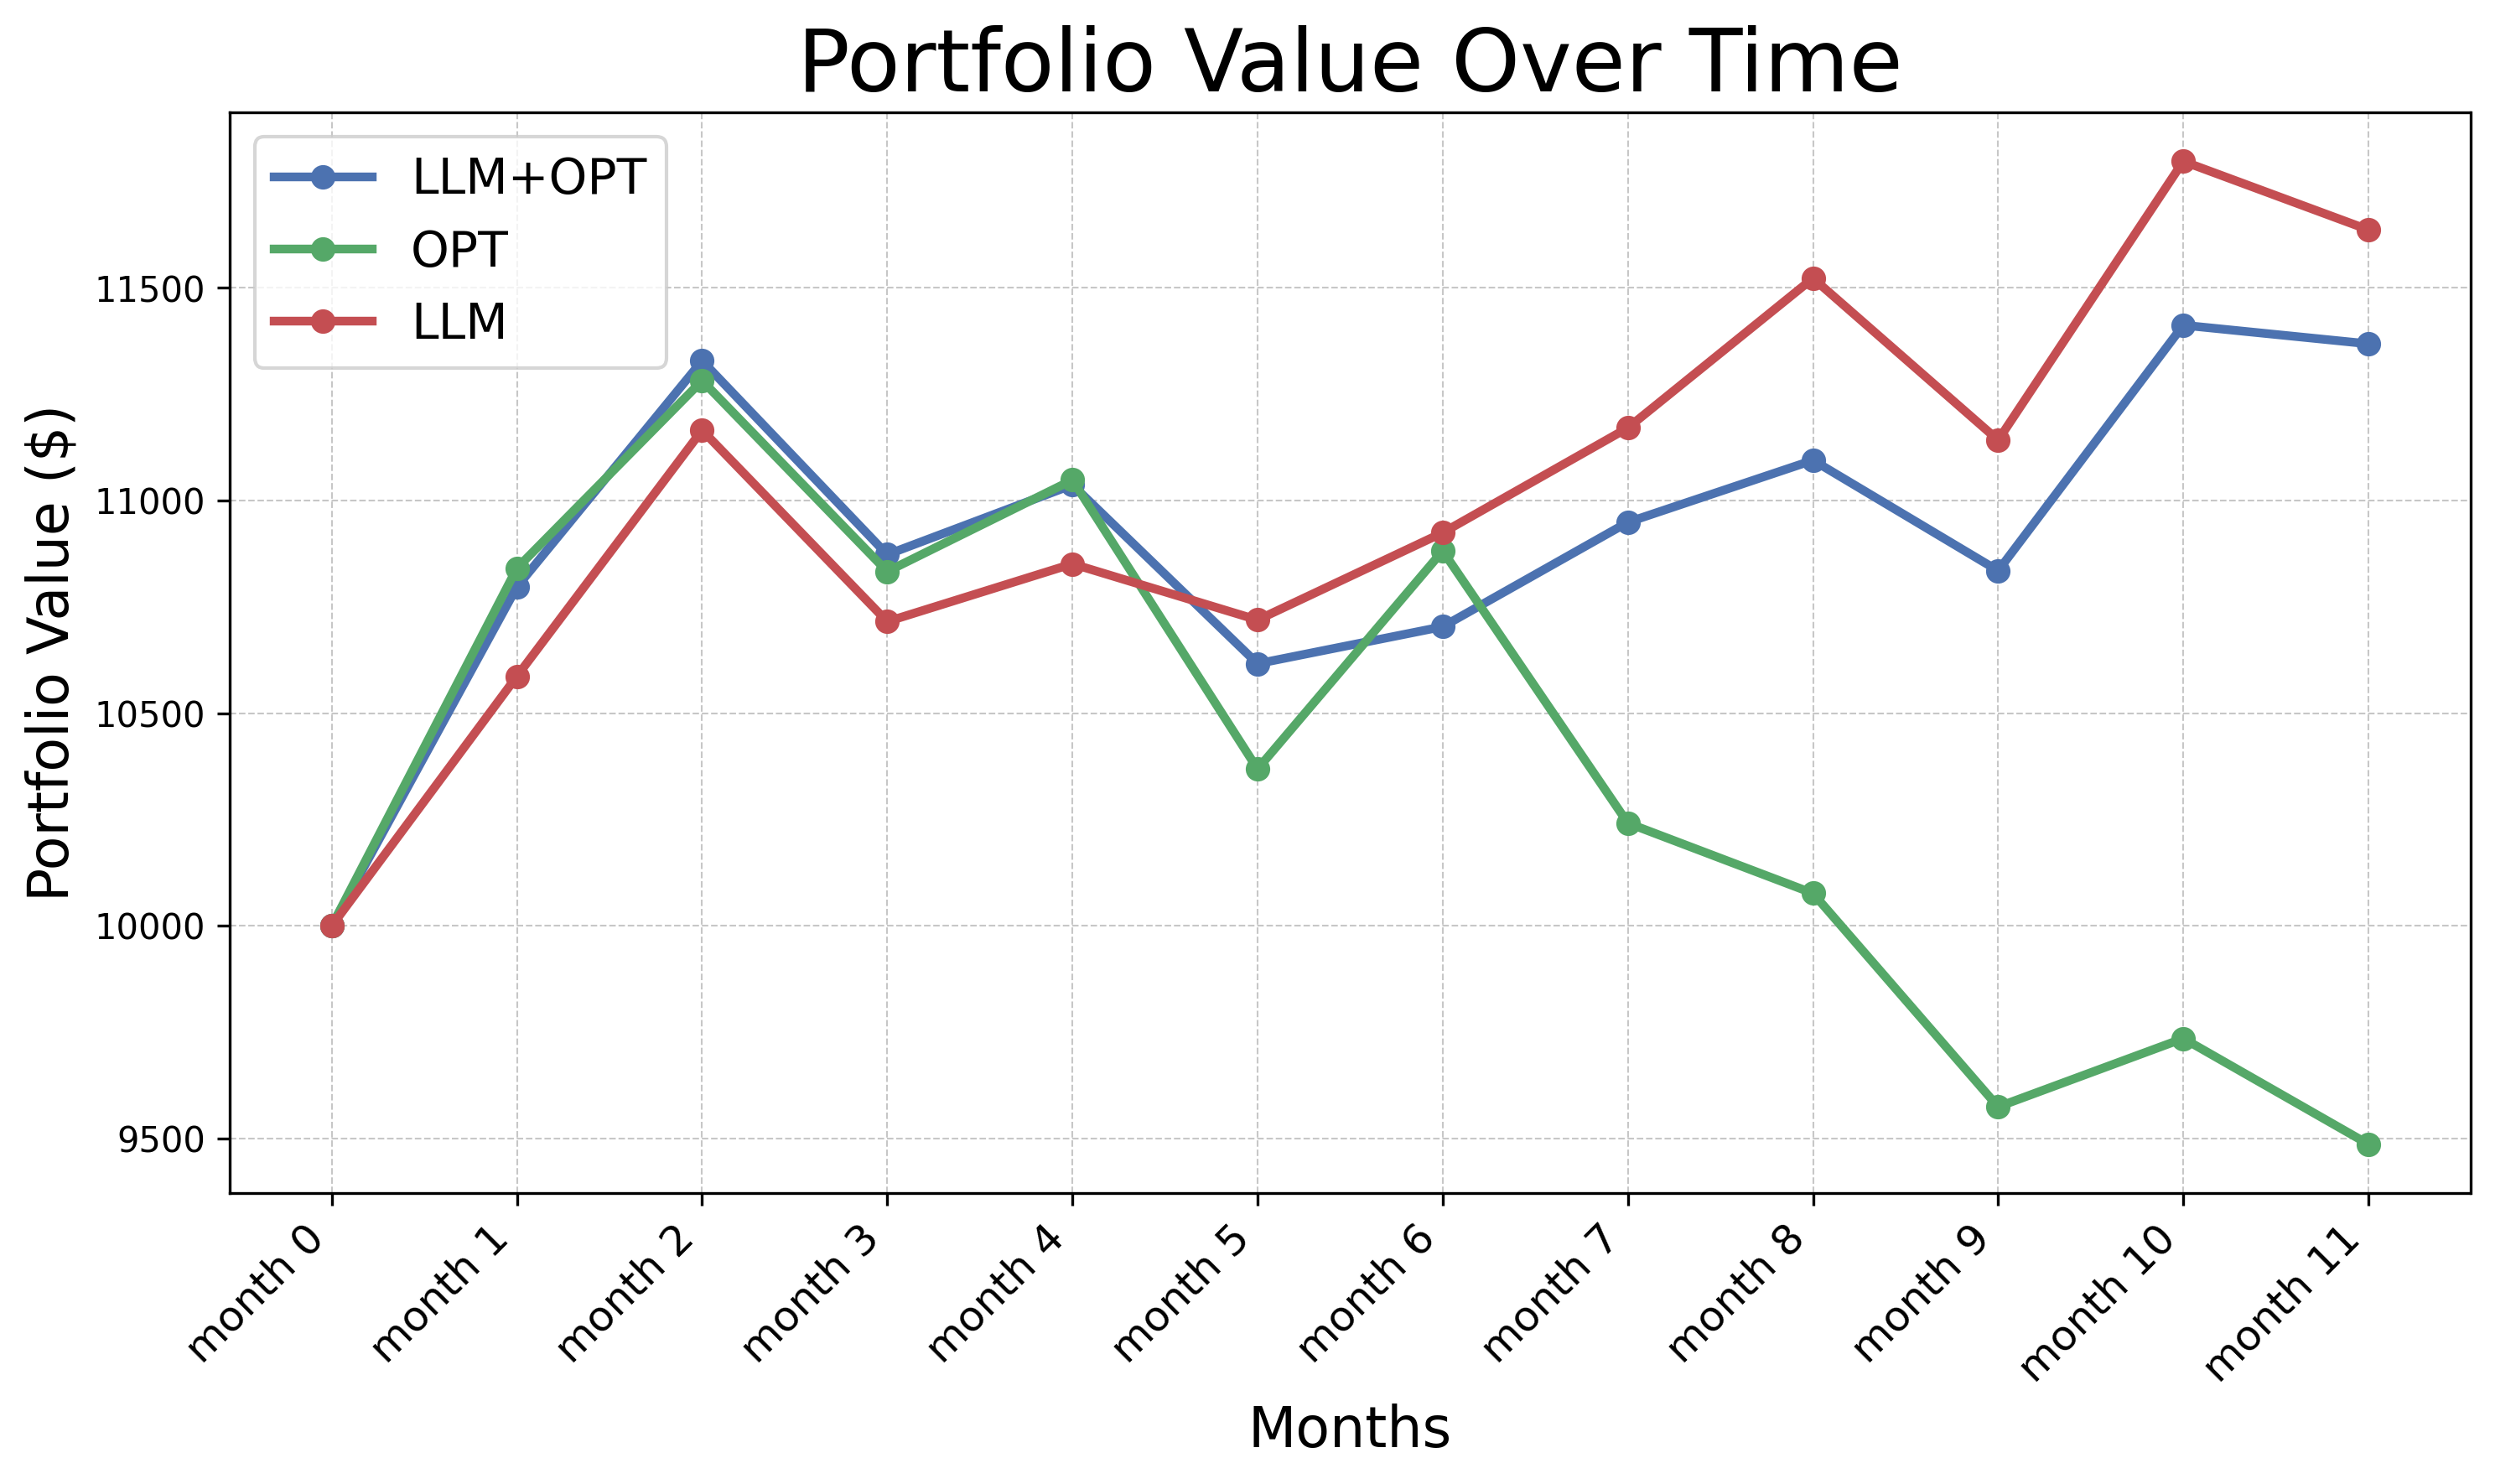 Portfolio Value Over Time
LLM+OPT
OPT
LLM
Portfolio Value ($)
11500
11000
10500
10000
9500
month 0
month 1
month 2
month 3
month 4
month 5
month 6
month 7
month 8
month 9
month 10
month 11
Months